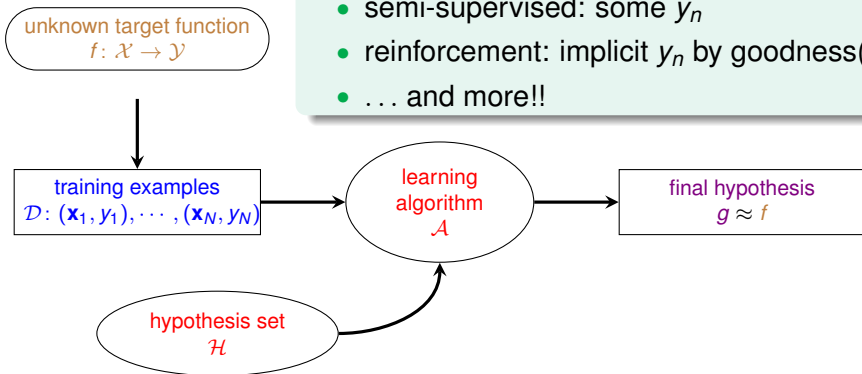 • semi-supervised: some yₙ
• reinforcement: implicit yₙ by goodness(
• . . . and more!!
unknown target function
f : 𝒳 → 𝒴
training examples
𝒟 : (𝐱₁, y₁), ⋯ , (𝐱_N, y_N)
learning
algorithm
𝒜
final hypothesis
g ≈ f
hypothesis set
ℋ